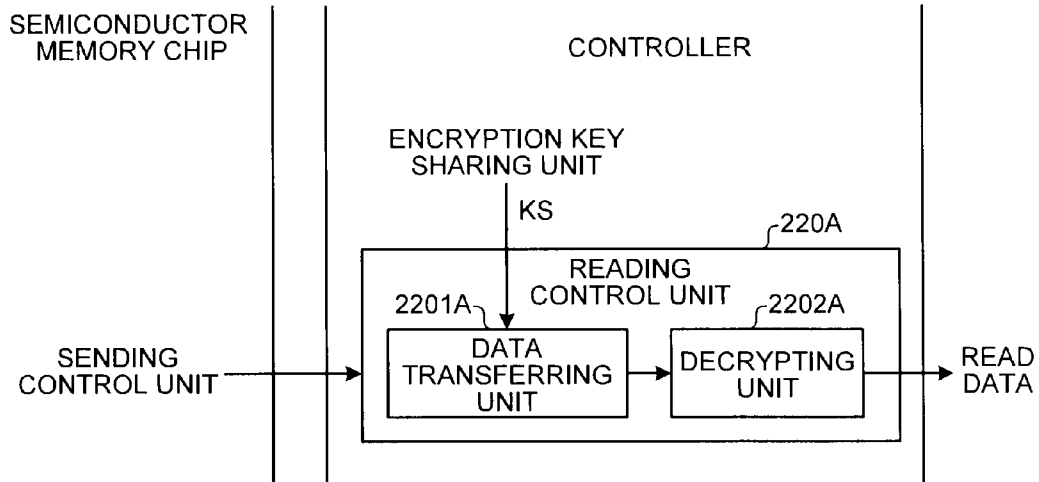 SEMICONDUCTOR
MEMORY CHIP
CONTROLLER
ENCRYPTION KEY
SHARING UNIT
KS
220A
READING
CONTROL UNIT
2201A
2202A
DATA
TRANSFERRING
UNIT
DECRYPTING
UNIT
SENDING
CONTROL UNIT
READ
DATA